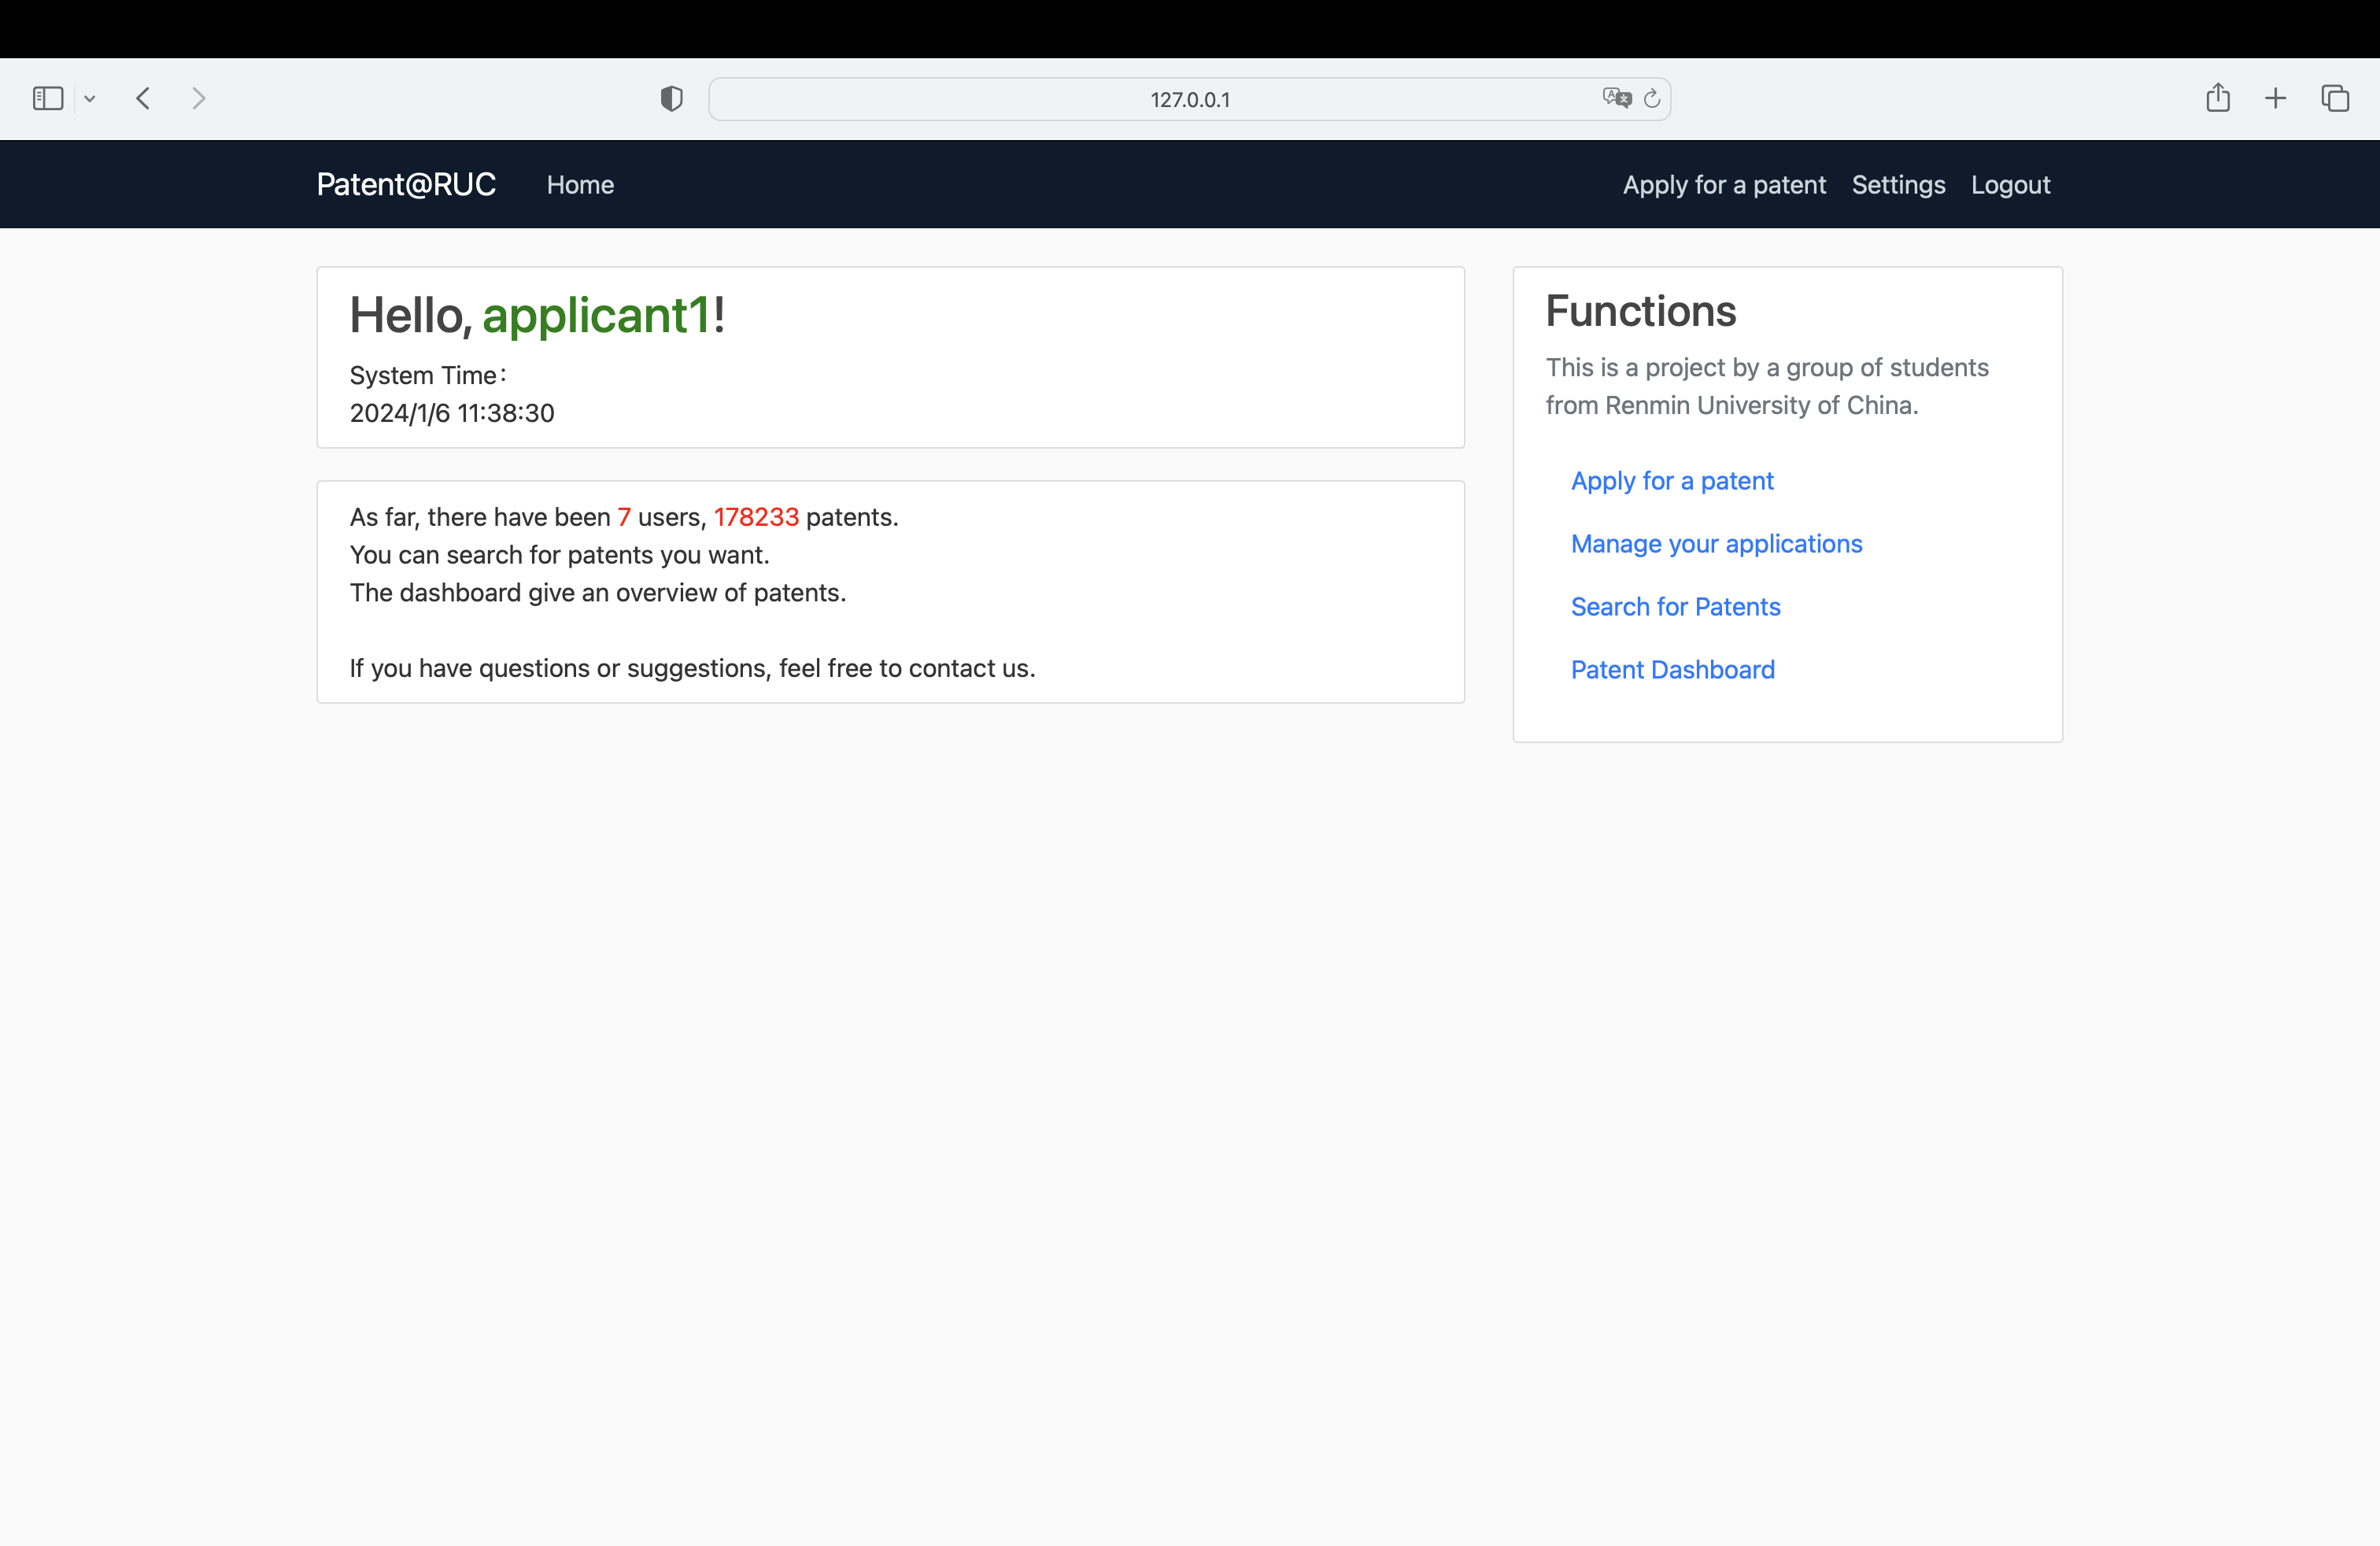 127.0.0.1
Patent@RUC Home Apply for a patent Settings Logout
Hello, applicant1!
System Time：
2024/1/6 11:38:30
As far, there have been 7 users, 178233 patents.
You can search for patents you want.
The dashboard give an overview of patents.
If you have questions or suggestions, feel free to contact us.
Functions
This is a project by a group of students
from Renmin University of China.
Apply for a patent
Manage your applications
Search for Patents
Patent Dashboard